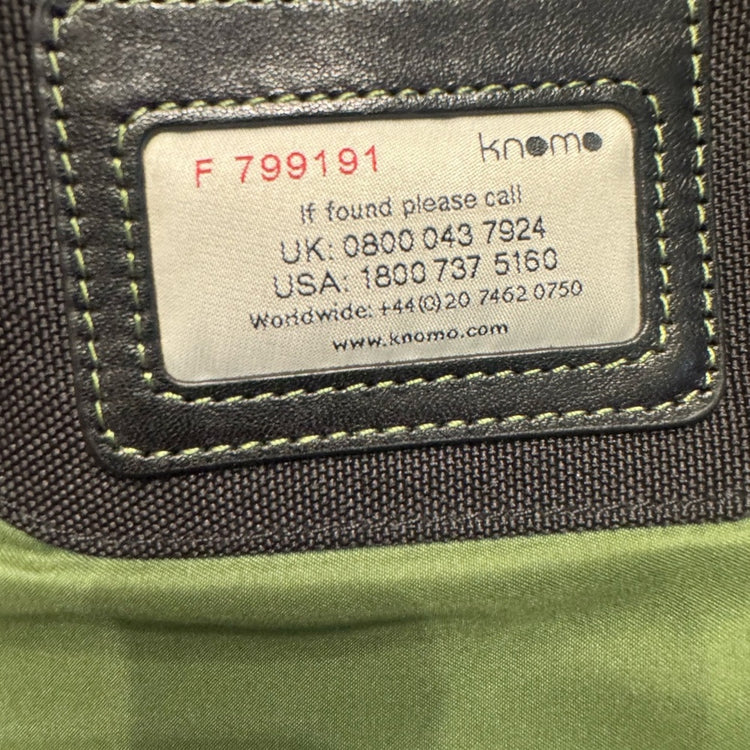 F 799191
knomo
If found please call
UK: 0800 043 7924
USA: 1800 737 5160
Worldwide: +44(0)20 7462 0750
www.knomo.com